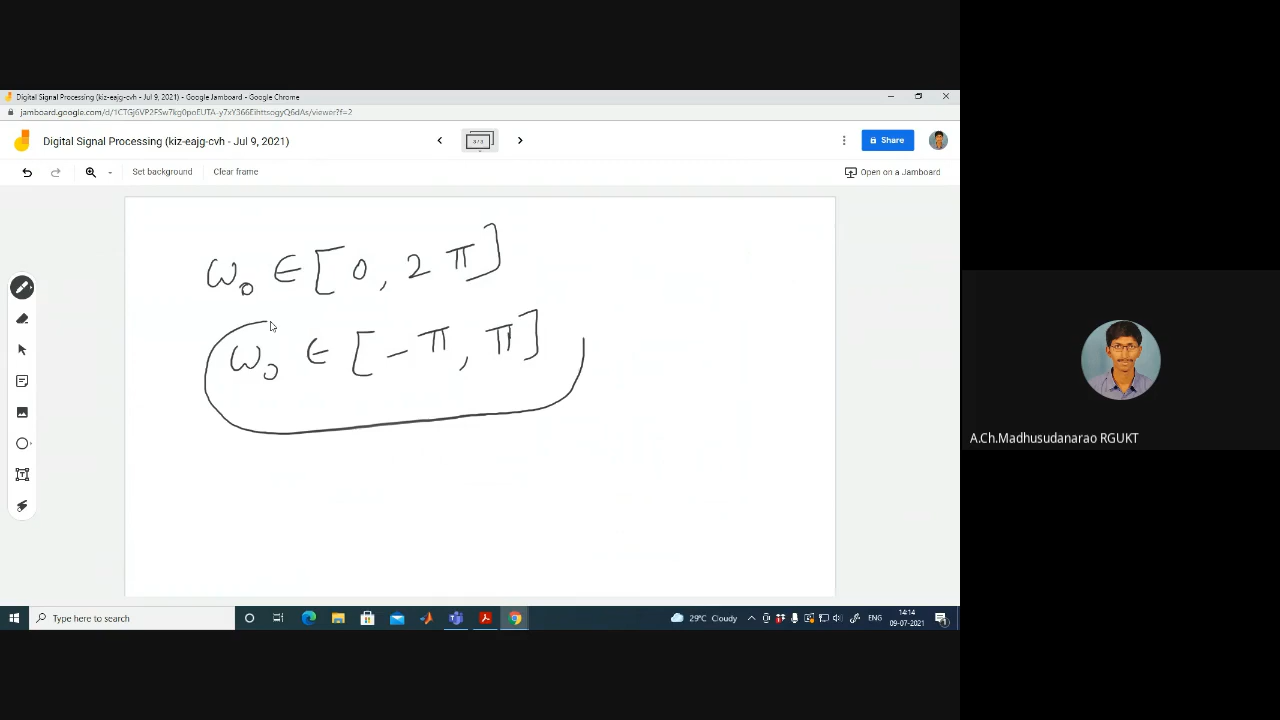 Digital Signal Processing (kiz-eajg-cvh - Jul 9, 2021) - Google Jamboard - Google Chrome
Digital Signal Processing (kiz-eajg-cvh - Jul 9, 2021)
Share
Set background
Clear frame
Open on a Jamboard
ω₀ ∈ [0, 2π]
ω₀ ∈ [-π, π]
A.Ch.Madhusudanarao RGUKT
Type here to search
29°C Cloudy
ENG
14:14
09-07-2021